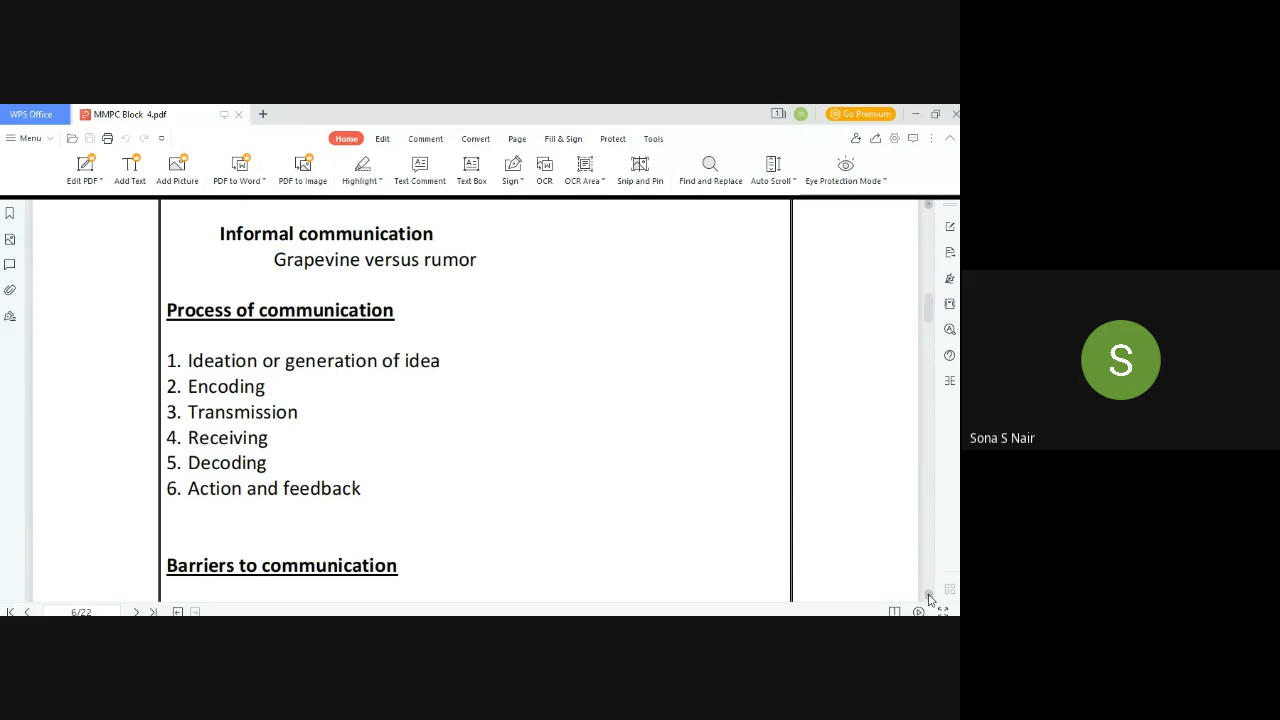 WPS Office
MMPC Block 4.pdf
Go Premium
Menu
Home
Edit
Comment
Convert
Page
Fill & Sign
Protect
Tools
Edit PDF
Add Text
Add Picture
PDF to Word
PDF to Image
Highlight
Text Comment
Text Box
Sign
OCR
OCR Area
Snip and Pin
Find and Replace
Auto Scroll
Eye Protection Mode
Informal communication
Grapevine versus rumor
Process of communication
1. Ideation or generation of idea
2. Encoding
3. Transmission
4. Receiving
5. Decoding
6. Action and feedback
Barriers to communication
6/22
S
Sona S Nair